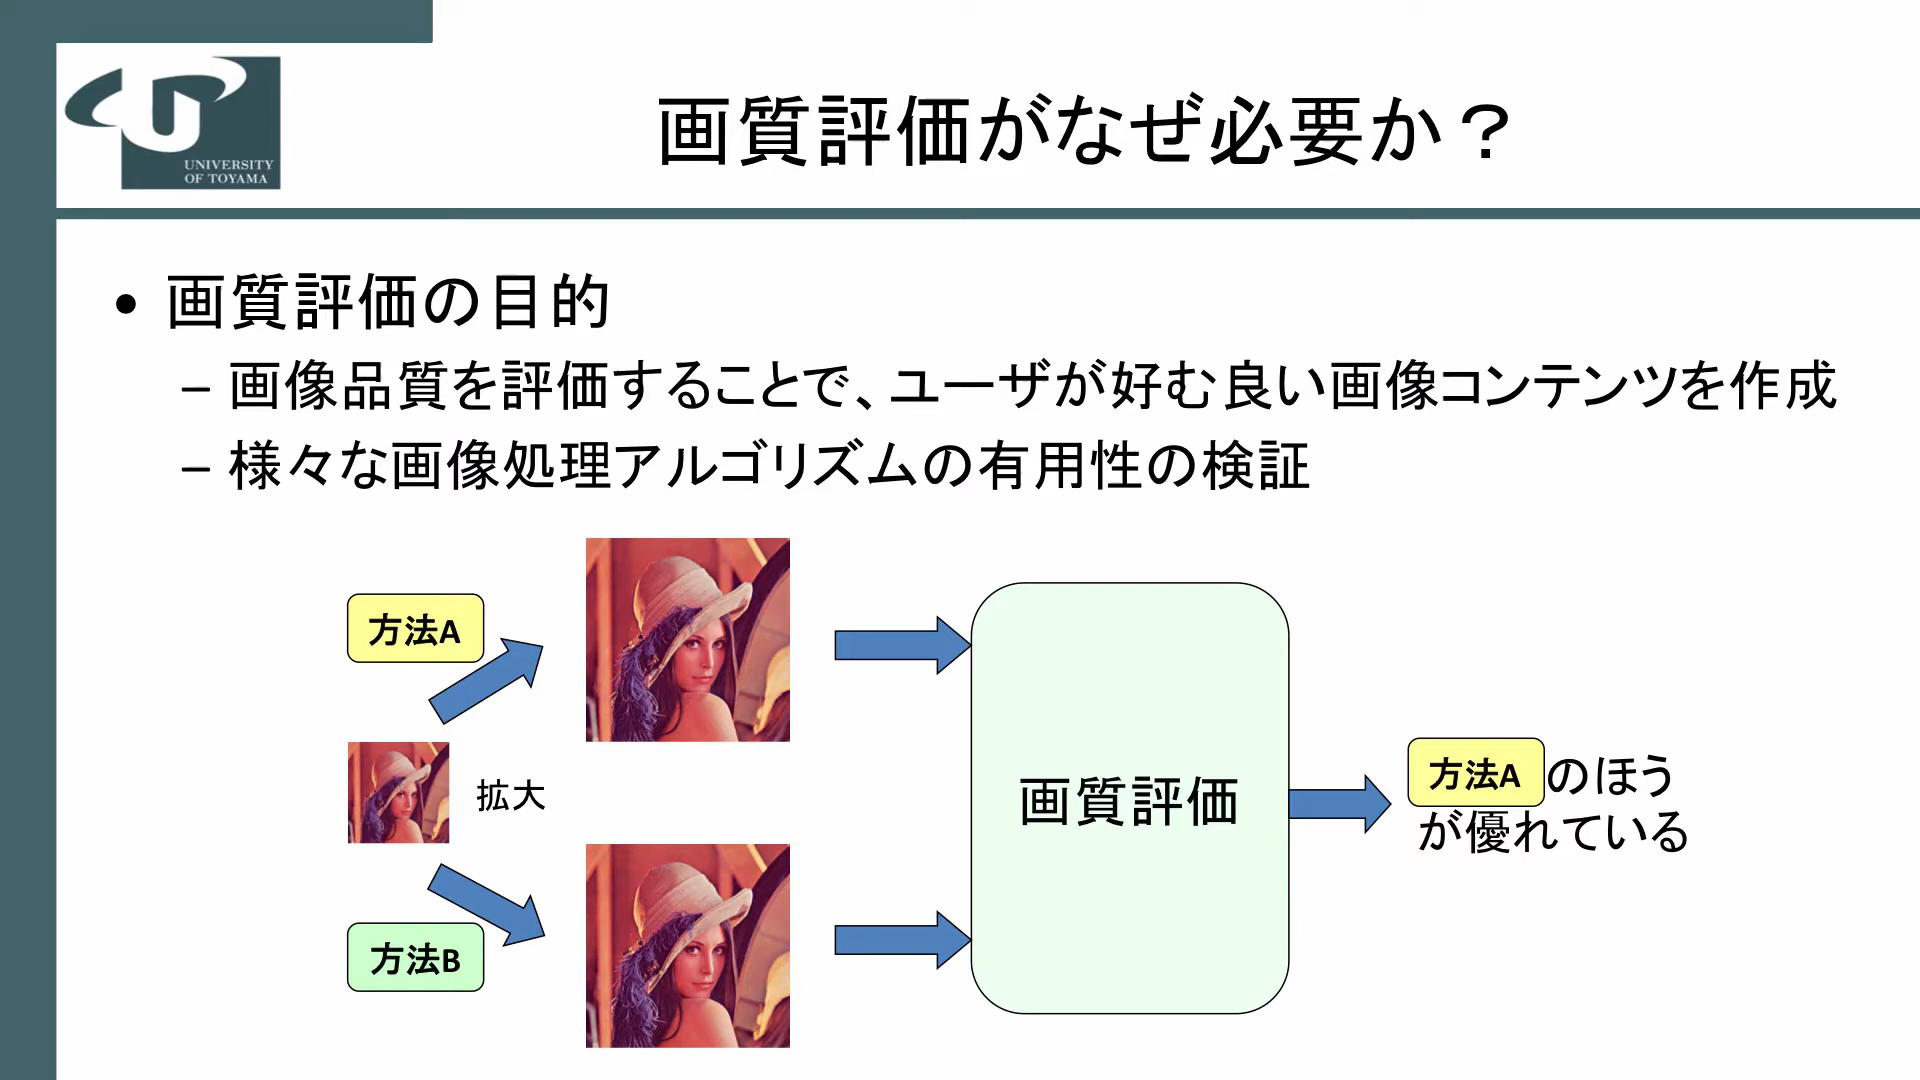 UNIVERSITY
OF TOYAMA
画質評価がなぜ必要か？
• 画質評価の目的
– 画像品質を評価することで、ユーザが好む良い画像コンテンツを作成
– 様々な画像処理アルゴリズムの有用性の検証
方法A
拡大
方法B
画質評価
方法Aのほう
が優れている